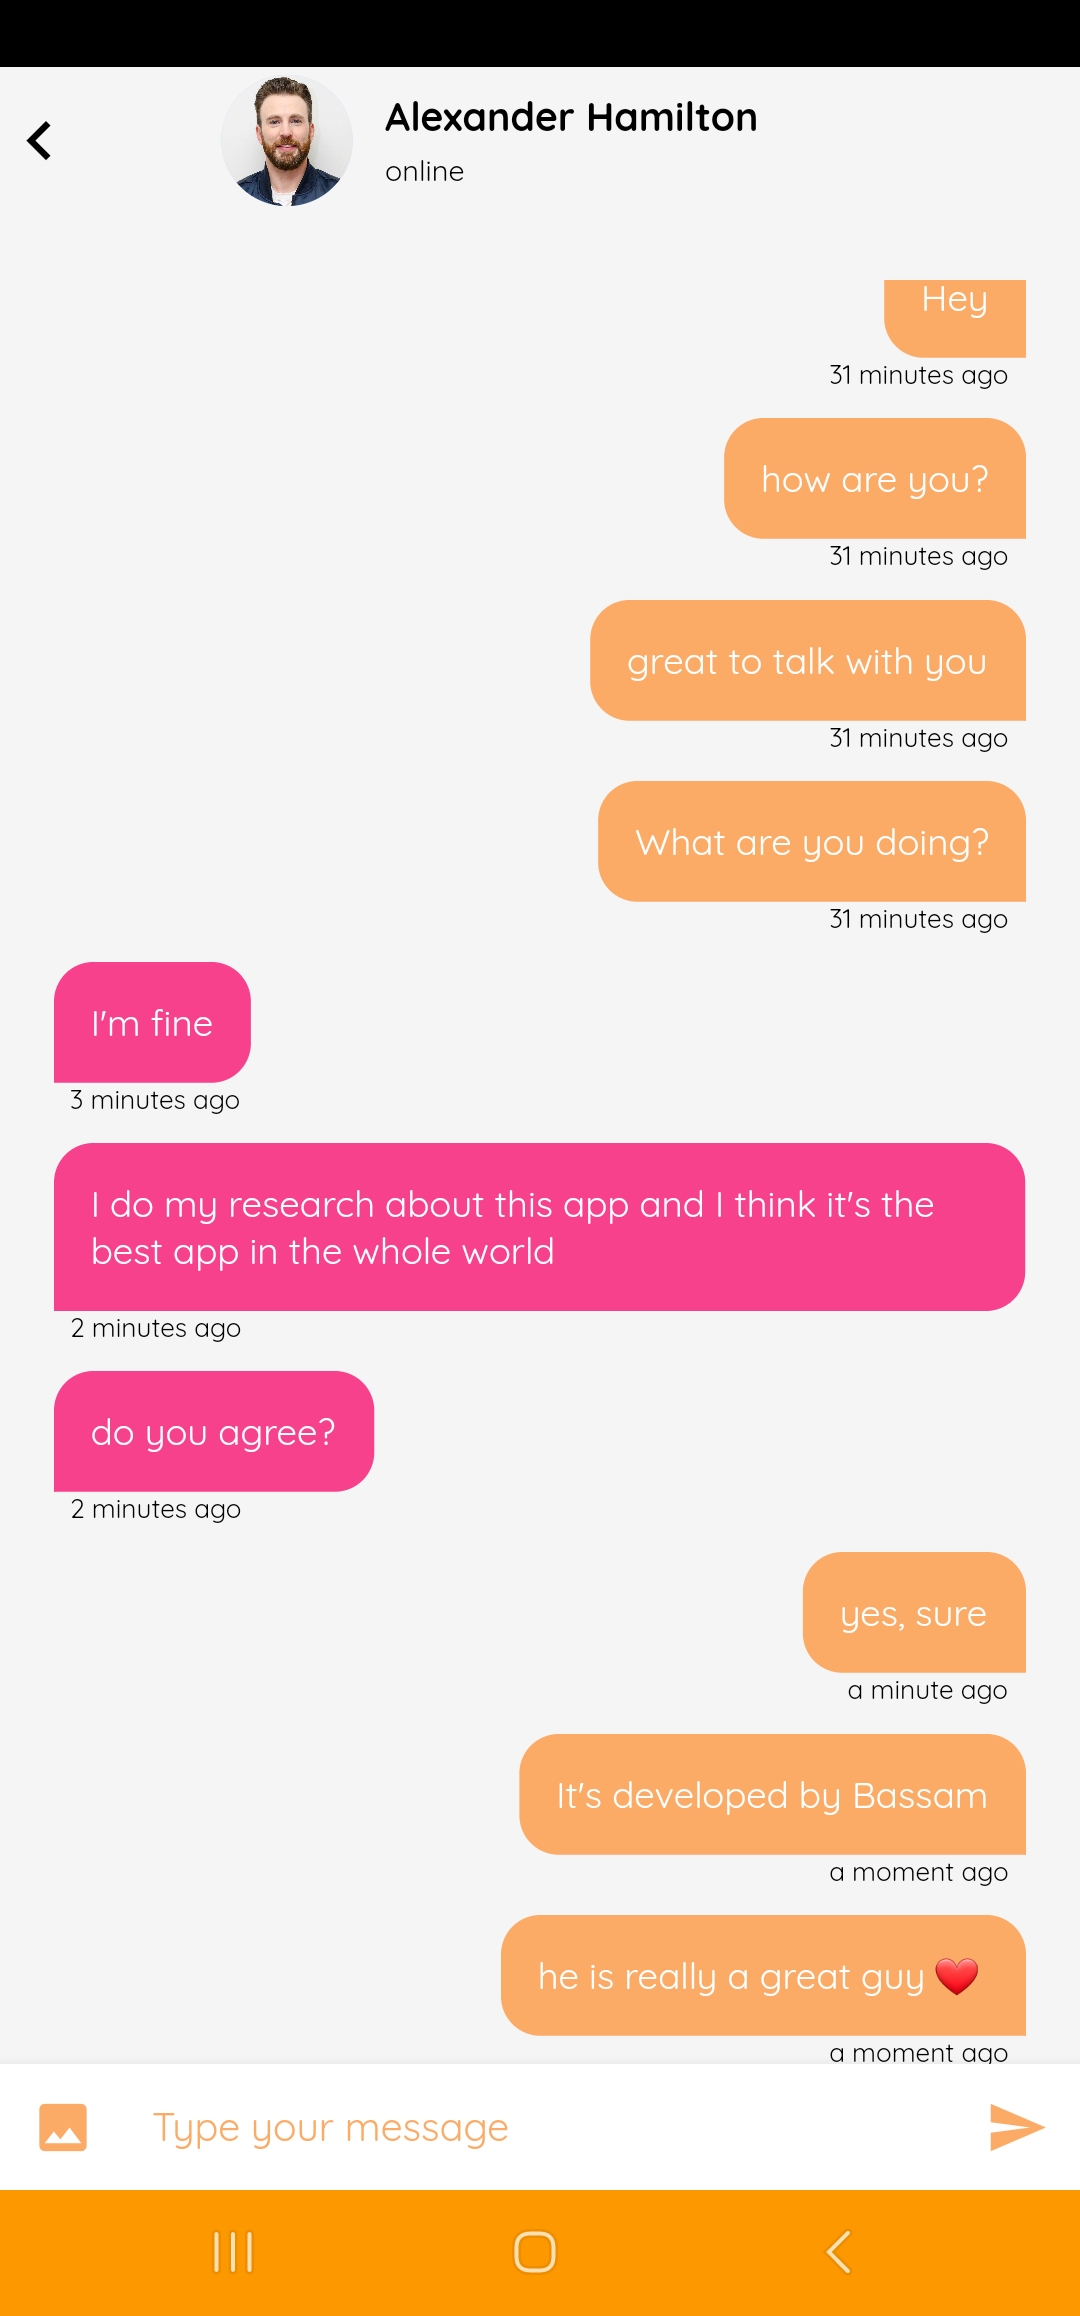 Alexander Hamilton
online
Hey
31 minutes ago
how are you?
31 minutes ago
great to talk with you
31 minutes ago
What are you doing?
31 minutes ago
I'm fine
3 minutes ago
I do my research about this app and I think it's the
best app in the whole world
2 minutes ago
do you agree?
2 minutes ago
yes, sure
a minute ago
It's developed by Bassam
a moment ago
he is really a great guy ❤️
a moment ago
Type your message